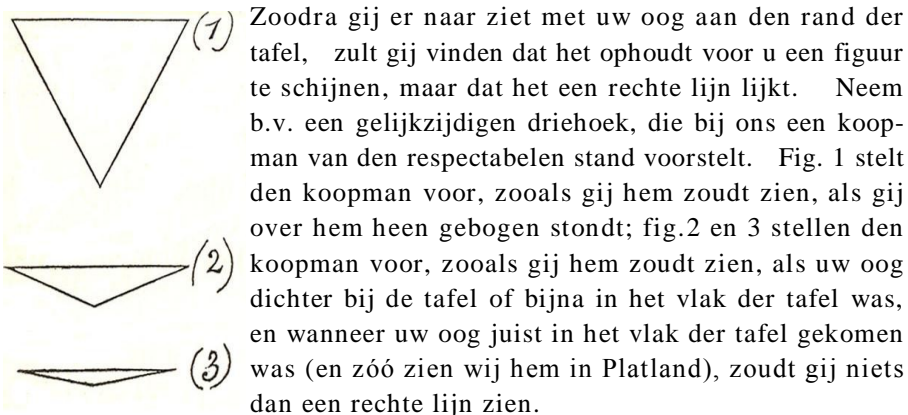 (1) Zoodra gij er naar ziet met uw oog aan den rand der
tafel, zult gij vinden dat het ophoudt voor u een figuur
te schijnen, maar dat het een rechte lijn lijkt. Neem
b.v. een gelijkzijdigen driehoek, die bij ons een koop-
man van den respectabelen stand voorstelt. Fig. 1 stelt
den koopman voor, zooals gij hem zoudt zien, als gij
over hem heen gebogen stondt; fig.2 en 3 stellen den
(2) koopman voor, zooals gij hem zoudt zien, als uw oog
dichter bij de tafel of bijna in het vlak der tafel was,
en wanneer uw oog juist in het vlak der tafel gekomen
(3) was (en zóó zien wij hem in Platland), zoudt gij niets
dan een rechte lijn zien.